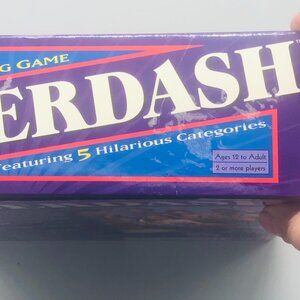 G GAME
ERDASH
Featuring 5 Hilarious Categories
Ages 12 to Adult
2 or more players